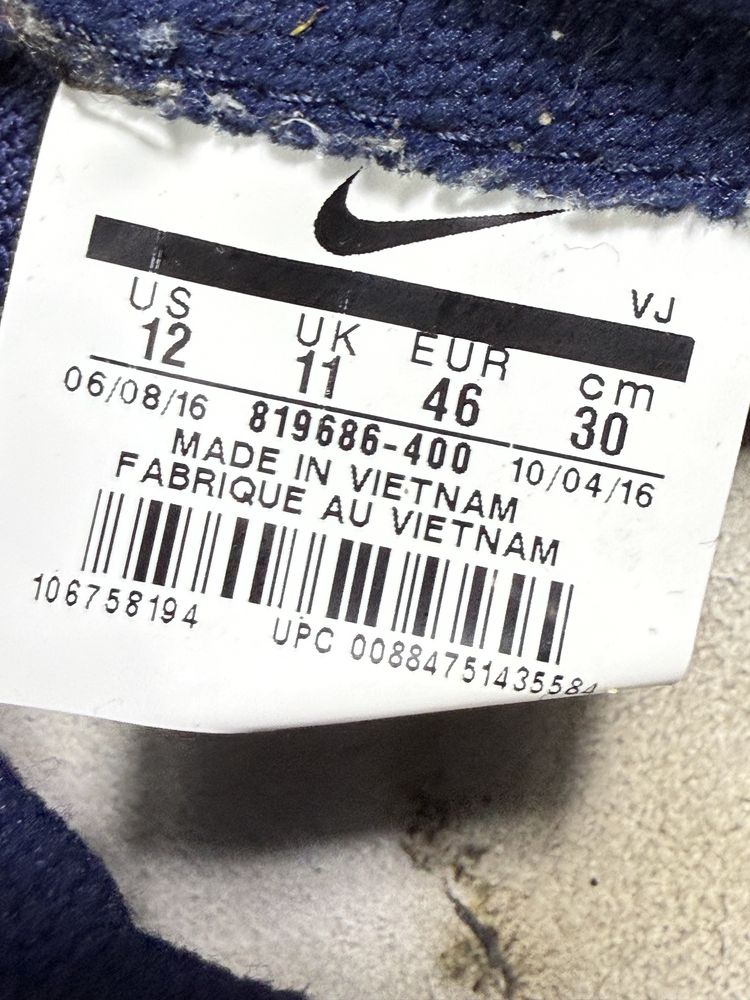 VJ
US UK EUR cm
12 11 46 30
06/08/16 819686-400 10/04/16
MADE IN VIETNAM
FABRIQUE AU VIETNAM
106758194 UPC 00884751435584